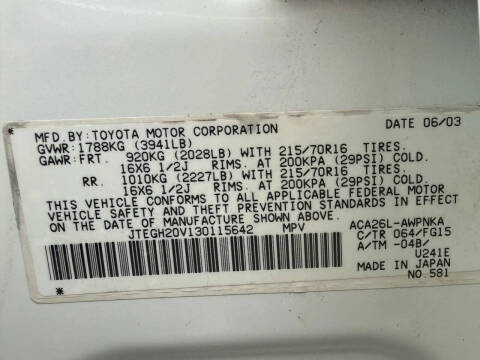 MFD.BY:TOYOTA MOTOR CORPORATION DATE 06/03
GVWR:1788KG (3941LB)
GAWR:FRT. 920KG (2028LB) WITH 215/70R16 TIRES.
16X6 1/2J RIMS. AT 200KPA (29PSI) COLD.
RR. 1010KG (2227LB) WITH 215/70R16 TIRES.
16X6 1/2J RIMS. AT 200KPA (29PSI) COLD.
THIS VEHICLE CONFORMS TO ALL APPLICABLE FEDERAL MOTOR
VEHICLE SAFETY AND THEFT PREVENTION STANDARDS IN EFFECT
ON THE DATE OF MANUFACTURE SHOWN ABOVE.
JTEGH20V130115642 MPV
ACA26L-AWPNKA
C/TR 064/FG15
A/TM -04B/
U241E
MADE IN JAPAN
NO.581